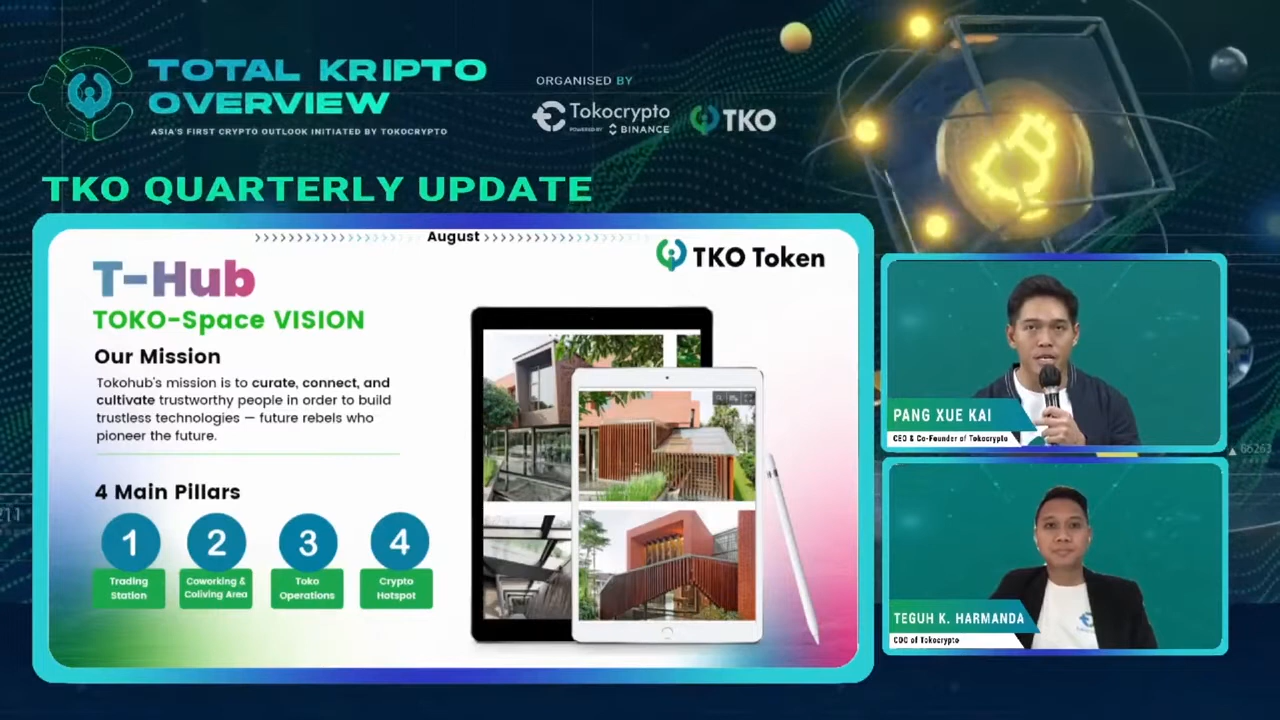 TOTAL KRIPTO
OVERVIEW
ASIA'S FIRST CRYPTO OUTLOOK INITIATED BY TOKOCRYPTO
ORGANISED BY
Tokocrypto
POWERED BY BINANCE
TKO
TKO QUARTERLY UPDATE
August
TKO Token
T-Hub
TOKO-Space VISION
Our Mission
Tokohub's mission is to curate, connect, and
cultivate trustworthy people in order to build
trustless technologies — future rebels who
pioneer the future.
4 Main Pillars
1
2
3
4
Trading
Station
Coworking &
Coliving Area
Toko
Operations
Crypto
Hotspot
PANG XUE KAI
CEO & Co-Founder of Tokocrypto
TEGUH K. HARMANDA
COO of Tokocrypto